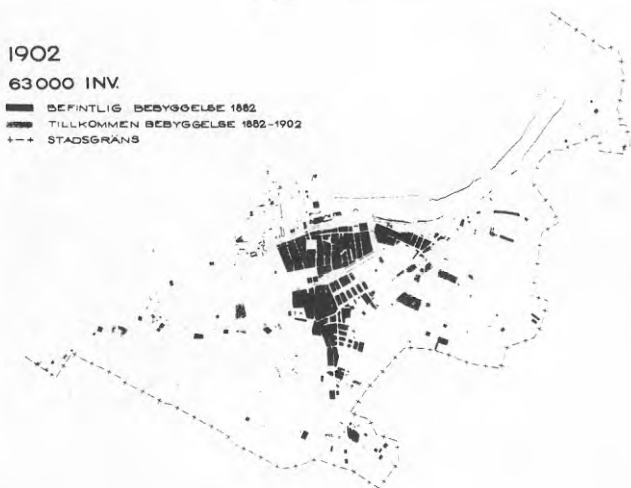 1902
63000 INV.
BEFINTLIG BEBYGGELSE 1882
TILLKOMMEN BEBYGGELSE 1882-1902
STADSGRÄNS